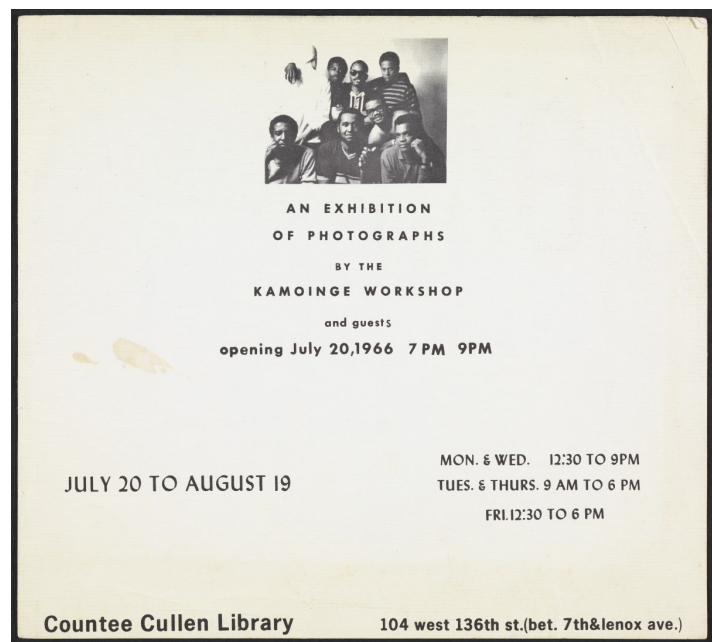 AN EXHIBITION
OF PHOTOGRAPHS
BY THE
KAMOINGE WORKSHOP
and guests
opening July 20,1966 7 PM 9PM
JULY 20 TO AUGUST 19
MON. & WED. 12:30 TO 9PM
TUES. & THURS. 9 AM TO 6 PM
FRI.12:30 TO 6 PM
Countee Cullen Library
104 west 136th st.(bet. 7th&lenox ave.)